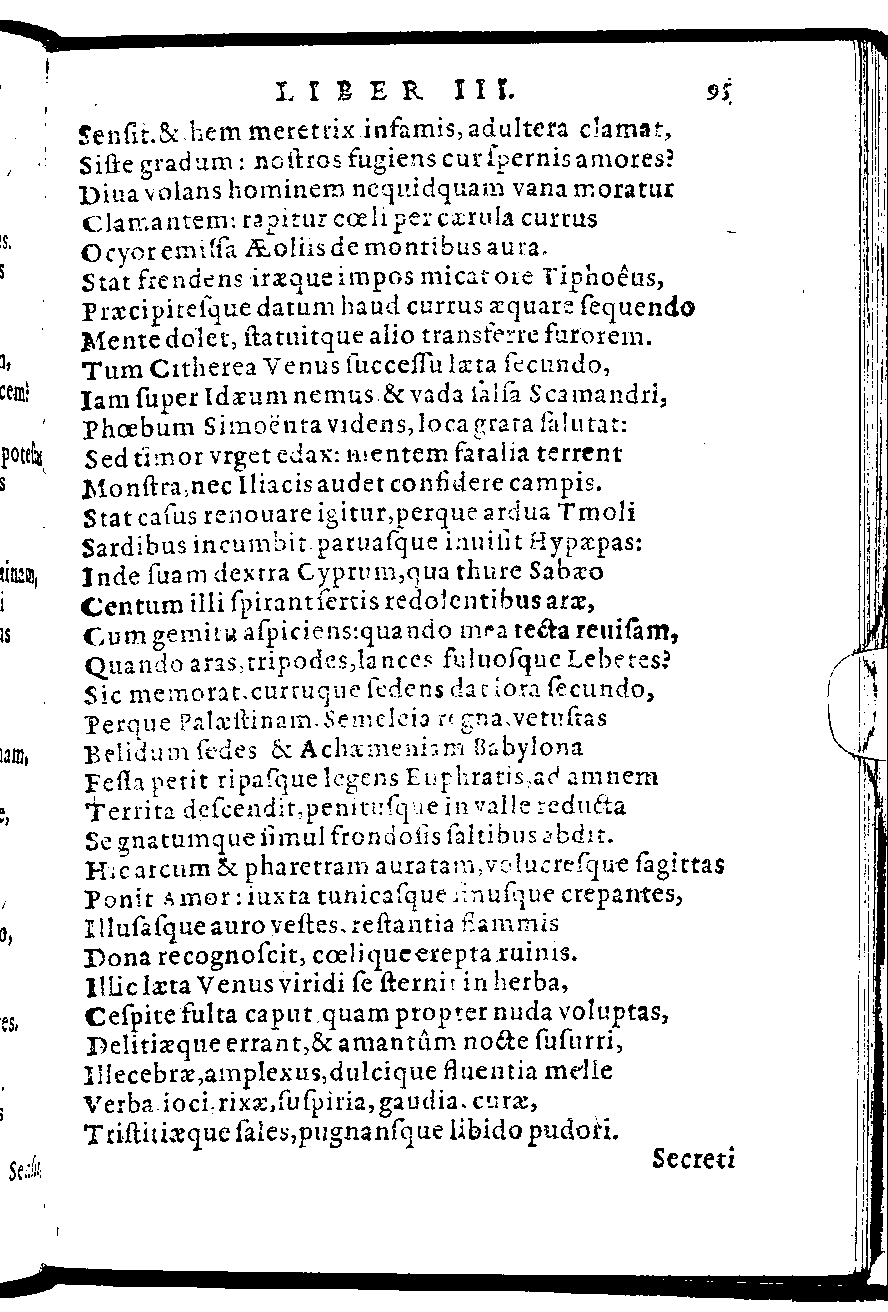 LIBER III. 95
Senſit.& hem meretrix infamis, adultera clamat,
Siſte gradum: noſtros fugiens cur ſpernis amores?
Diua volans hominem nequidquam vana moratur
Clamantem: rapitur cœli per cærula currus
Ocyor emiſſa Æoliis de montibus aura.
Stat frendens iræque impos micat ore Tiphoêus,
Præcipiteſque datum haud currus æquare ſequendo
Mente dolet, ſtatuitque alio transferre furorem.
Tum Citherea Venus ſucceſſu læta ſecundo,
Iam ſuper Idæum nemus & vada ſalſa Scamandri,
Phœbum Simoënta videns, loca grata ſalutat:
Sed timor vrget edax: mentem fatalia terrent
Monſtra, nec Iliacis audet confidere campis.
Stat caſus renouare igitur, perque ardua Tmoli
Sardibus incumbit paruaſque inuiſit Hypæpas:
Inde ſuam dextra Cyprum, qua thure Sabæo
Centum illi ſpirant ſertis redolentibus aræ,
Cum gemitu aſpiciens: quando mea tecta reuiſam,
Quando aras, tripodes, lances fuluoſque Lebetes?
Sic memorat. curruque ſedens dat lora ſecundo,
Perque Palæſtinam. Semeleia regna, vetuſtas
Belidum ſedes & Achæmeniam Babylona
Feſſa petit ripaſque legens Euphratis, ad amnem
Territa deſcendit, penituſque in valle reducta
Se gnatumque ſimul frondoſis ſaltibus abdit.
Hic arcum & pharetram auratam, volucreſque ſagittas
Ponit Amor: iuxta tunicaſque ſinuſque crepantes,
Illuſaſque auro veſtes. reſtantia flammis
Dona recognoſcit, cœlique erepta ruinis.
Illic læta Venus viridi ſe ſternit in herba,
Ceſpite fulta caput quam propter nuda voluptas,
Delitiæque errant, & amantûm nocte ſuſurri,
Illecebræ, amplexus, dulcique fluentia melle
Verba ioci, rixæ, ſuſpiria, gaudia. curæ,
Triſtitiæque ſales, pugnanſque libido pudori.
Secreti